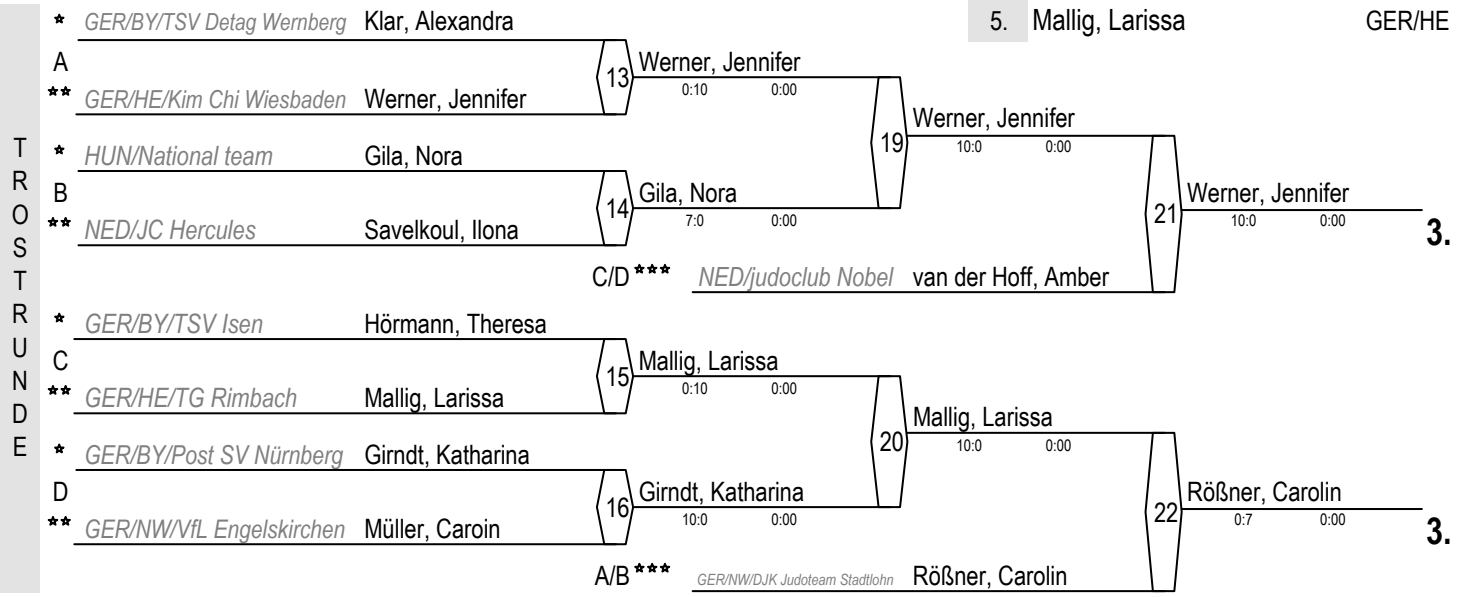 TROSTRUNDE
* GER/BY/TSV Detag Wernberg Klar, Alexandra
5. Mallig, Larissa GER/HE
A
13 Werner, Jennifer
0:10 0:00
** GER/HE/Kim Chi Wiesbaden Werner, Jennifer
19 Werner, Jennifer
10:0 0:00
* HUN/National team Gila, Nora
B
14 Gila, Nora
7:0 0:00
** NED/JC Hercules Savelkoul, Ilona
21 Werner, Jennifer
10:0 0:00
3.
C/D *** NED/judoclub Nobel van der Hoff, Amber
* GER/BY/TSV Isen Hörmann, Theresa
C
15 Mallig, Larissa
0:10 0:00
** GER/HE/TG Rimbach Mallig, Larissa
20 Mallig, Larissa
10:0 0:00
* GER/BY/Post SV Nürnberg Girndt, Katharina
D
16 Girndt, Katharina
10:0 0:00
** GER/NW/VfL Engelskirchen Müller, Caroin
22 Rößner, Carolin
0:7 0:00
3.
A/B *** GER/NW/DJK Judoteam Stadtlohn Rößner, Carolin